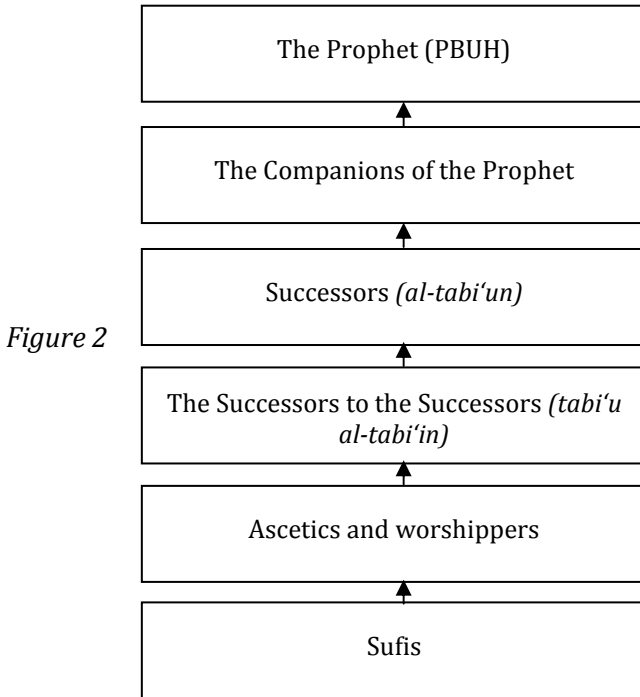 The Prophet (PBUH)
The Companions of the Prophet
Successors (al-tabi‘un)
Figure 2
The Successors to the Successors (tabi‘u
al-tabi‘in)
Ascetics and worshippers
Sufis